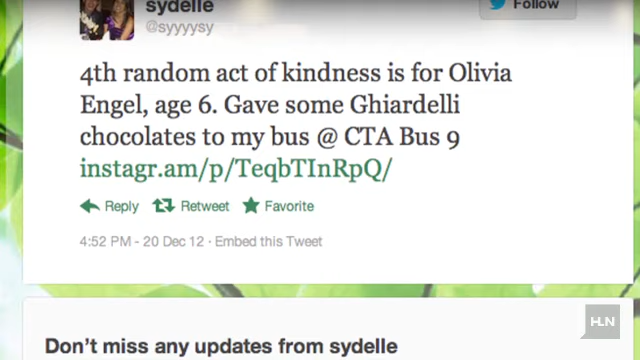 sydelle
@syyyysy
Follow
4th random act of kindness is for Olivia
Engel, age 6. Gave some Ghiardelli
chocolates to my bus @ CTA Bus 9
instagr.am/p/TeqbTInRpQ/
Reply Retweet Favorite
4:52 PM - 20 Dec 12 · Embed this Tweet
HLN
Don't miss any updates from sydelle